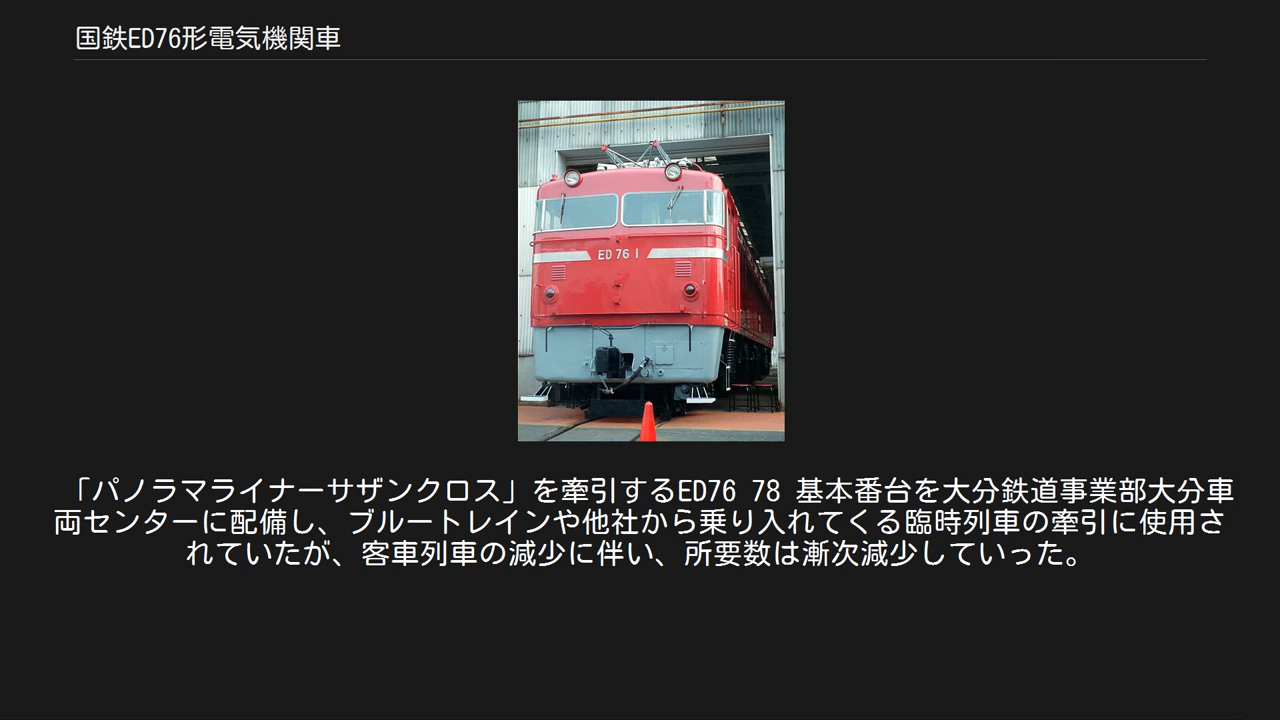 国鉄ED76形電気機関車
ED 76 1
「パノラマライナーサザンクロス」を牽引するED76 78 基本番台を大分鉄道事業部大分車
両センターに配備し、ブルートレインや他社から乗り入れてくる臨時列車の牽引に使用さ
れていたが、客車列車の減少に伴い、所要数は漸次減少していった。